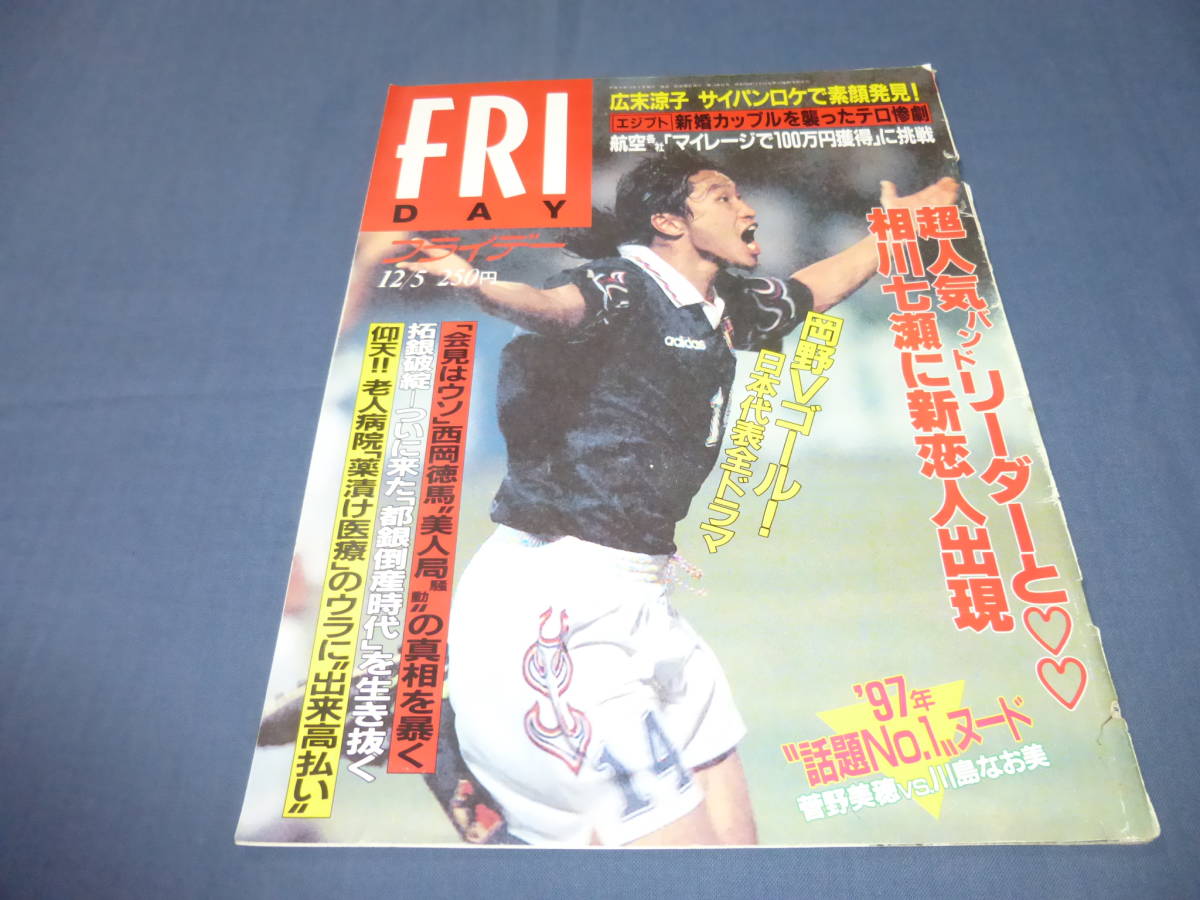 FRI
DAY
フライデー
12/5 250円
広末涼子 サイパンロケで素顔発見!
エジプト 新婚カップルを襲ったテロ惨劇
航空各社「マイレージで100万円獲得」に挑戦
超人気バンドリーダーと♡♡
相川七瀬に新恋人出現
岡野Vゴール!
日本代表全ドラマ
adidas
「会見はウソ」西岡徳馬“美人局騒動”の真相を暴く
拓銀破綻―ついに来た「都銀倒産時代」を生き抜く
仰天!! 老人病院「薬漬け医療」のウラに“出来高払い”
'97年
“話題No.1”ヌード
菅野美穂vs.川島なお美
14